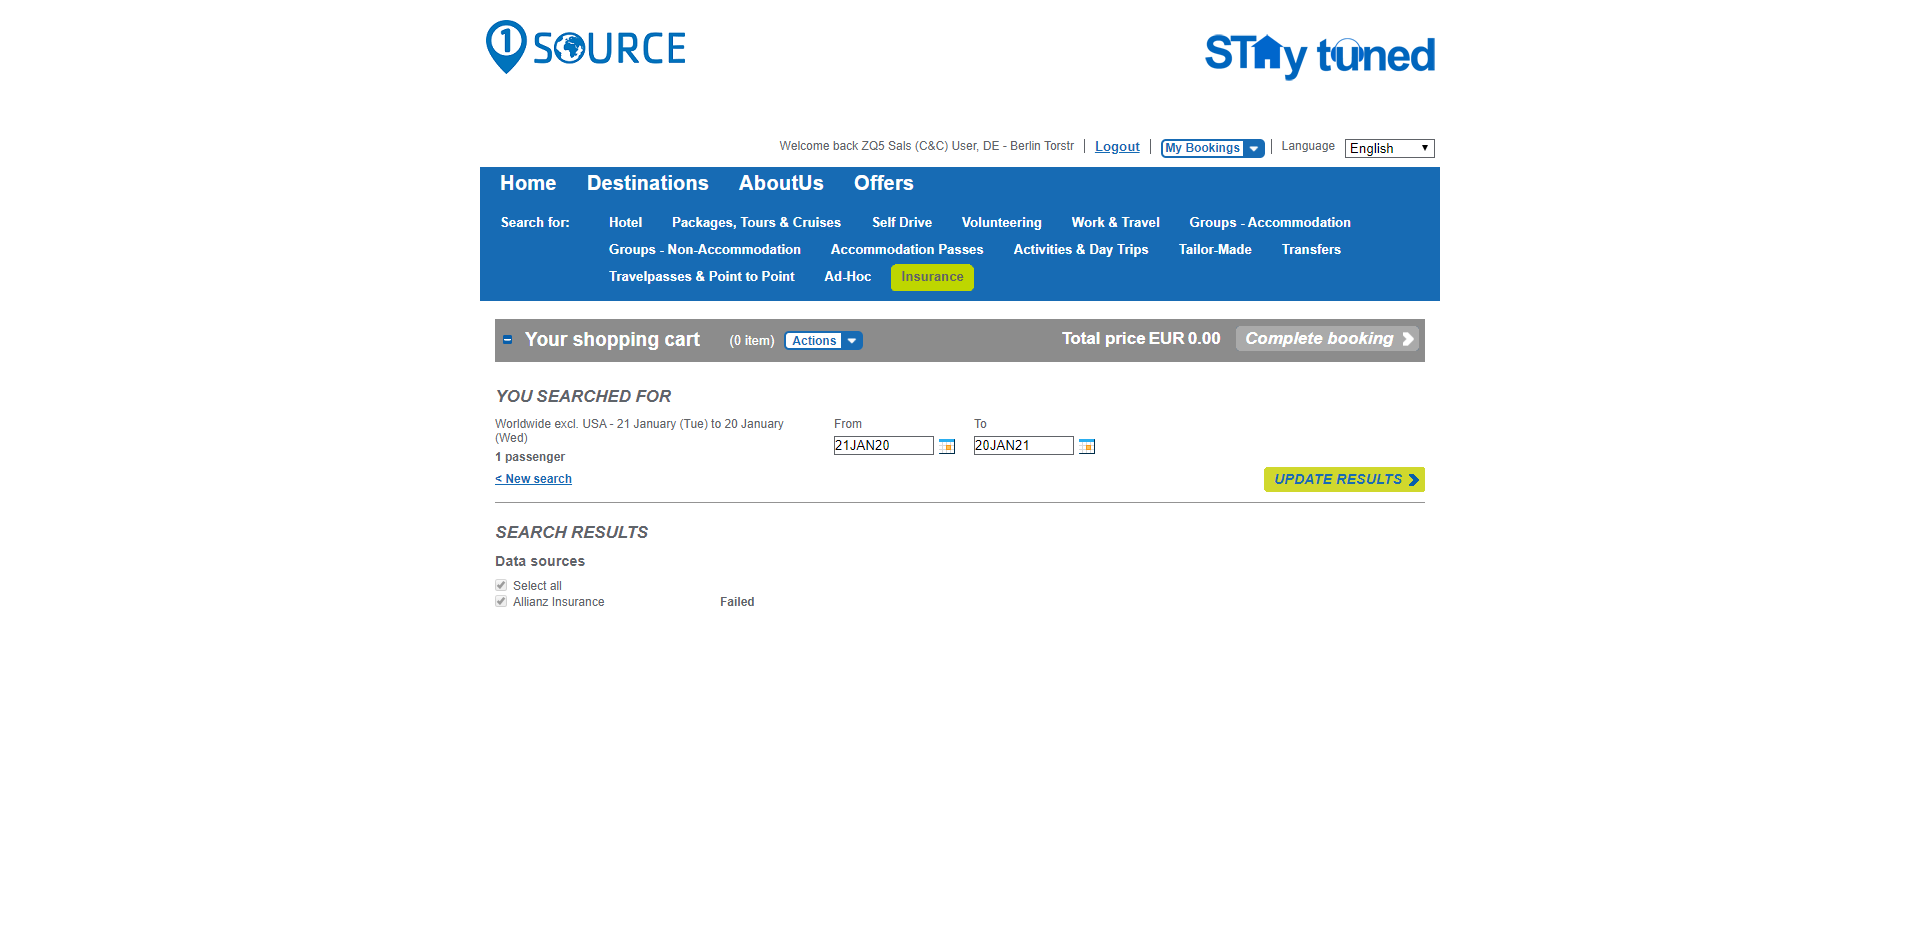 1 SOURCE
STAy tuned
Welcome back ZQ5 Sals (C&C) User, DE - Berlin Torstr
Logout
My Bookings
Language
English
Home Destinations AboutUs Offers
Search for: Hotel Packages, Tours & Cruises Self Drive Volunteering Work & Travel Groups - Accommodation
Groups - Non-Accommodation Accommodation Passes Activities & Day Trips Tailor-Made Transfers
Travelpasses & Point to Point Ad-Hoc Insurance
Your shopping cart (0 item) Actions Total price EUR 0.00 Complete booking
YOU SEARCHED FOR
Worldwide excl. USA - 21 January (Tue) to 20 January
(Wed)
1 passenger
< New search
From To
21JAN20 20JAN21
UPDATE RESULTS
SEARCH RESULTS
Data sources
Select all
Allianz Insurance Failed